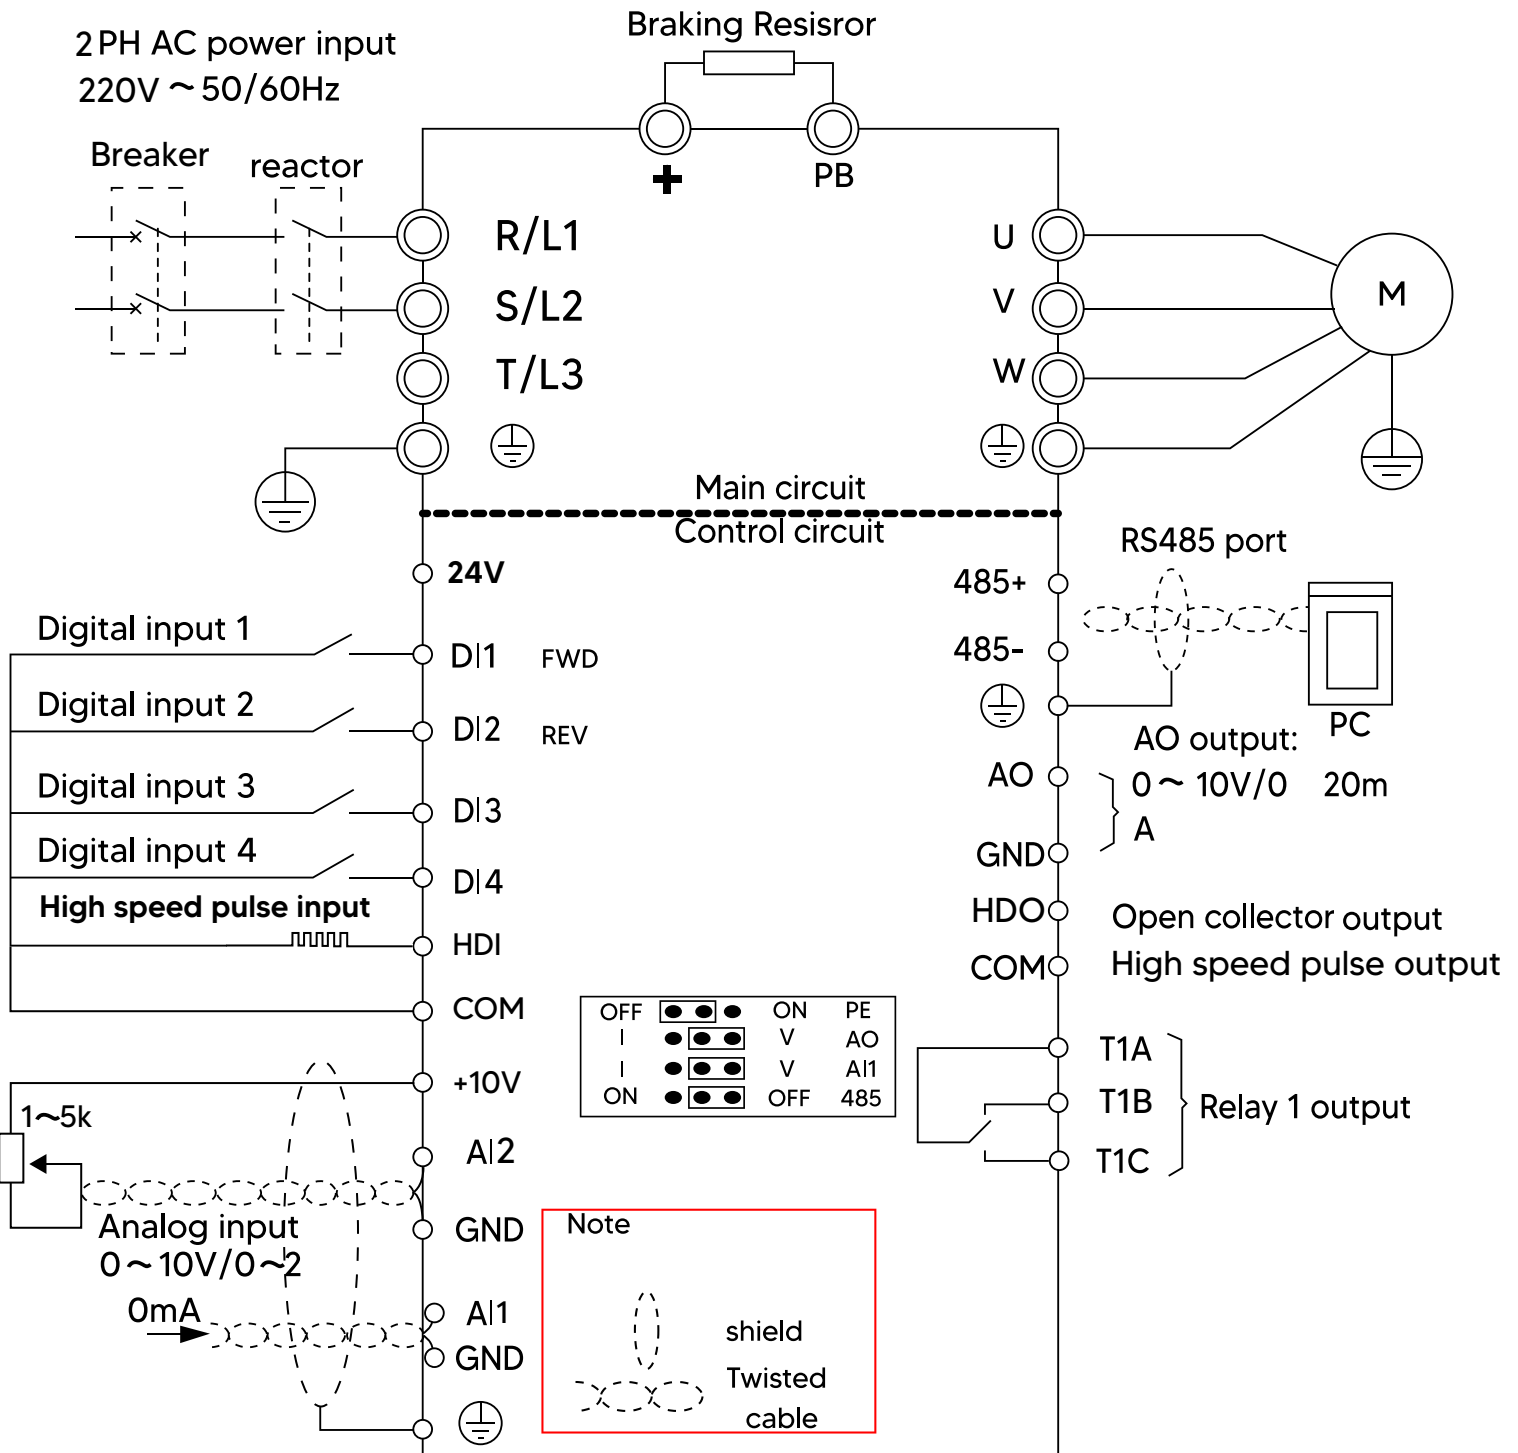 Braking Resisror
2PH AC power input
220V ~ 50/60Hz
Breaker
reactor
+
PB
R/L1
S/L2
T/L3
U
V
W
M
Main circuit
Control circuit
24V
Digital input 1
DI1 FWD
Digital input 2
DI2 REV
Digital input 3
DI3
Digital input 4
DI4
High speed pulse input
HDI
COM
+10V
1~5k
AI2
GND
Analog input
0~10V/0~2
0mA
AI1
GND
RS485 port
485+
485-
PC
AO output:
AO
0~10V/0 20m
A
GND
HDO
Open collector output
COM
High speed pulse output
OFF ON PE
I V AO
I V AI1
ON OFF 485
T1A
T1B
T1C
Relay 1 output
Note
shield
Twisted
cable